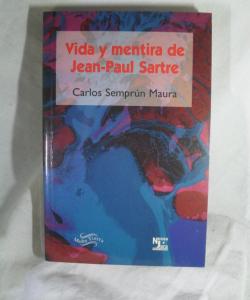 Vida y mentira de
Jean-Paul Sartre
Carlos Semprún Maura